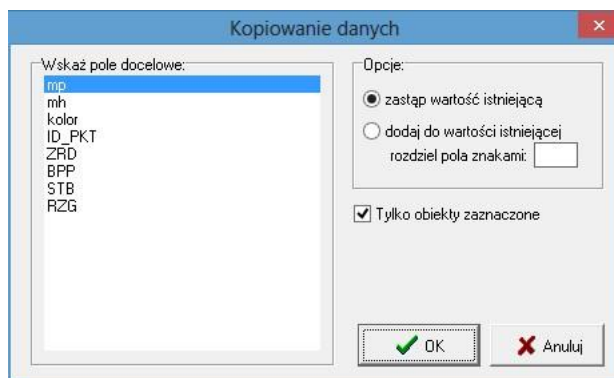 Kopiowanie danych
Wskaż pole docelowe:
mp
mh
kolor
ID_PKT
ZRD
BPP
STB
RZG
Opcje:
zastąp wartość istniejącą
dodaj do wartości istniejącej
rozdziel pola znakami:
Tylko obiekty zaznaczone
OK
Anuluj